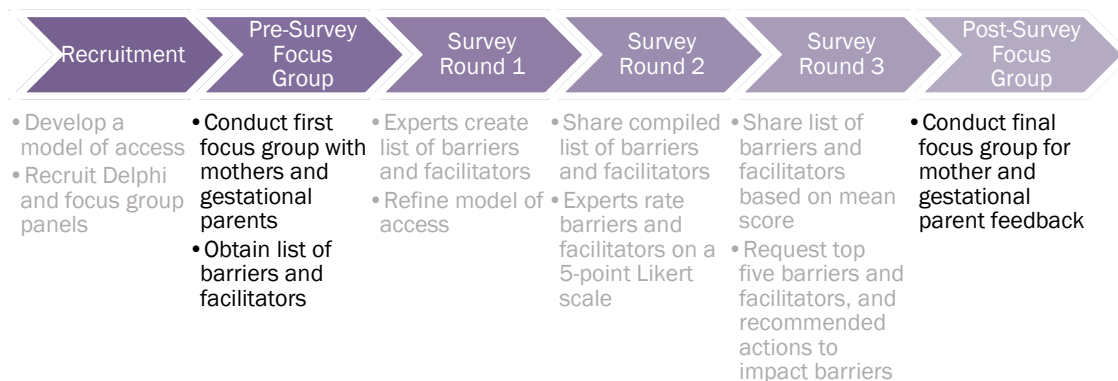 Recruitment
Pre-Survey
Focus
Group
Survey
Round 1
Survey
Round 2
Survey
Round 3
Post-Survey
Focus
Group
•Develop a
model of access
•Recruit Delphi
and focus group
panels
•Conduct first
focus group with
mothers and
gestational
parents
•Obtain list of
barriers and
facilitators
•Experts create
list of barriers
and facilitators
•Refine model of
access
•Share compiled
list of barriers
and facilitators
•Experts rate
barriers and
facilitators on a
5-point Likert
scale
•Share list of
barriers and
facilitators
based on mean
score
•Request top
five barriers and
facilitators, and
recommended
actions to
impact barriers
•Conduct final
focus group for
mother and
gestational
parent feedback